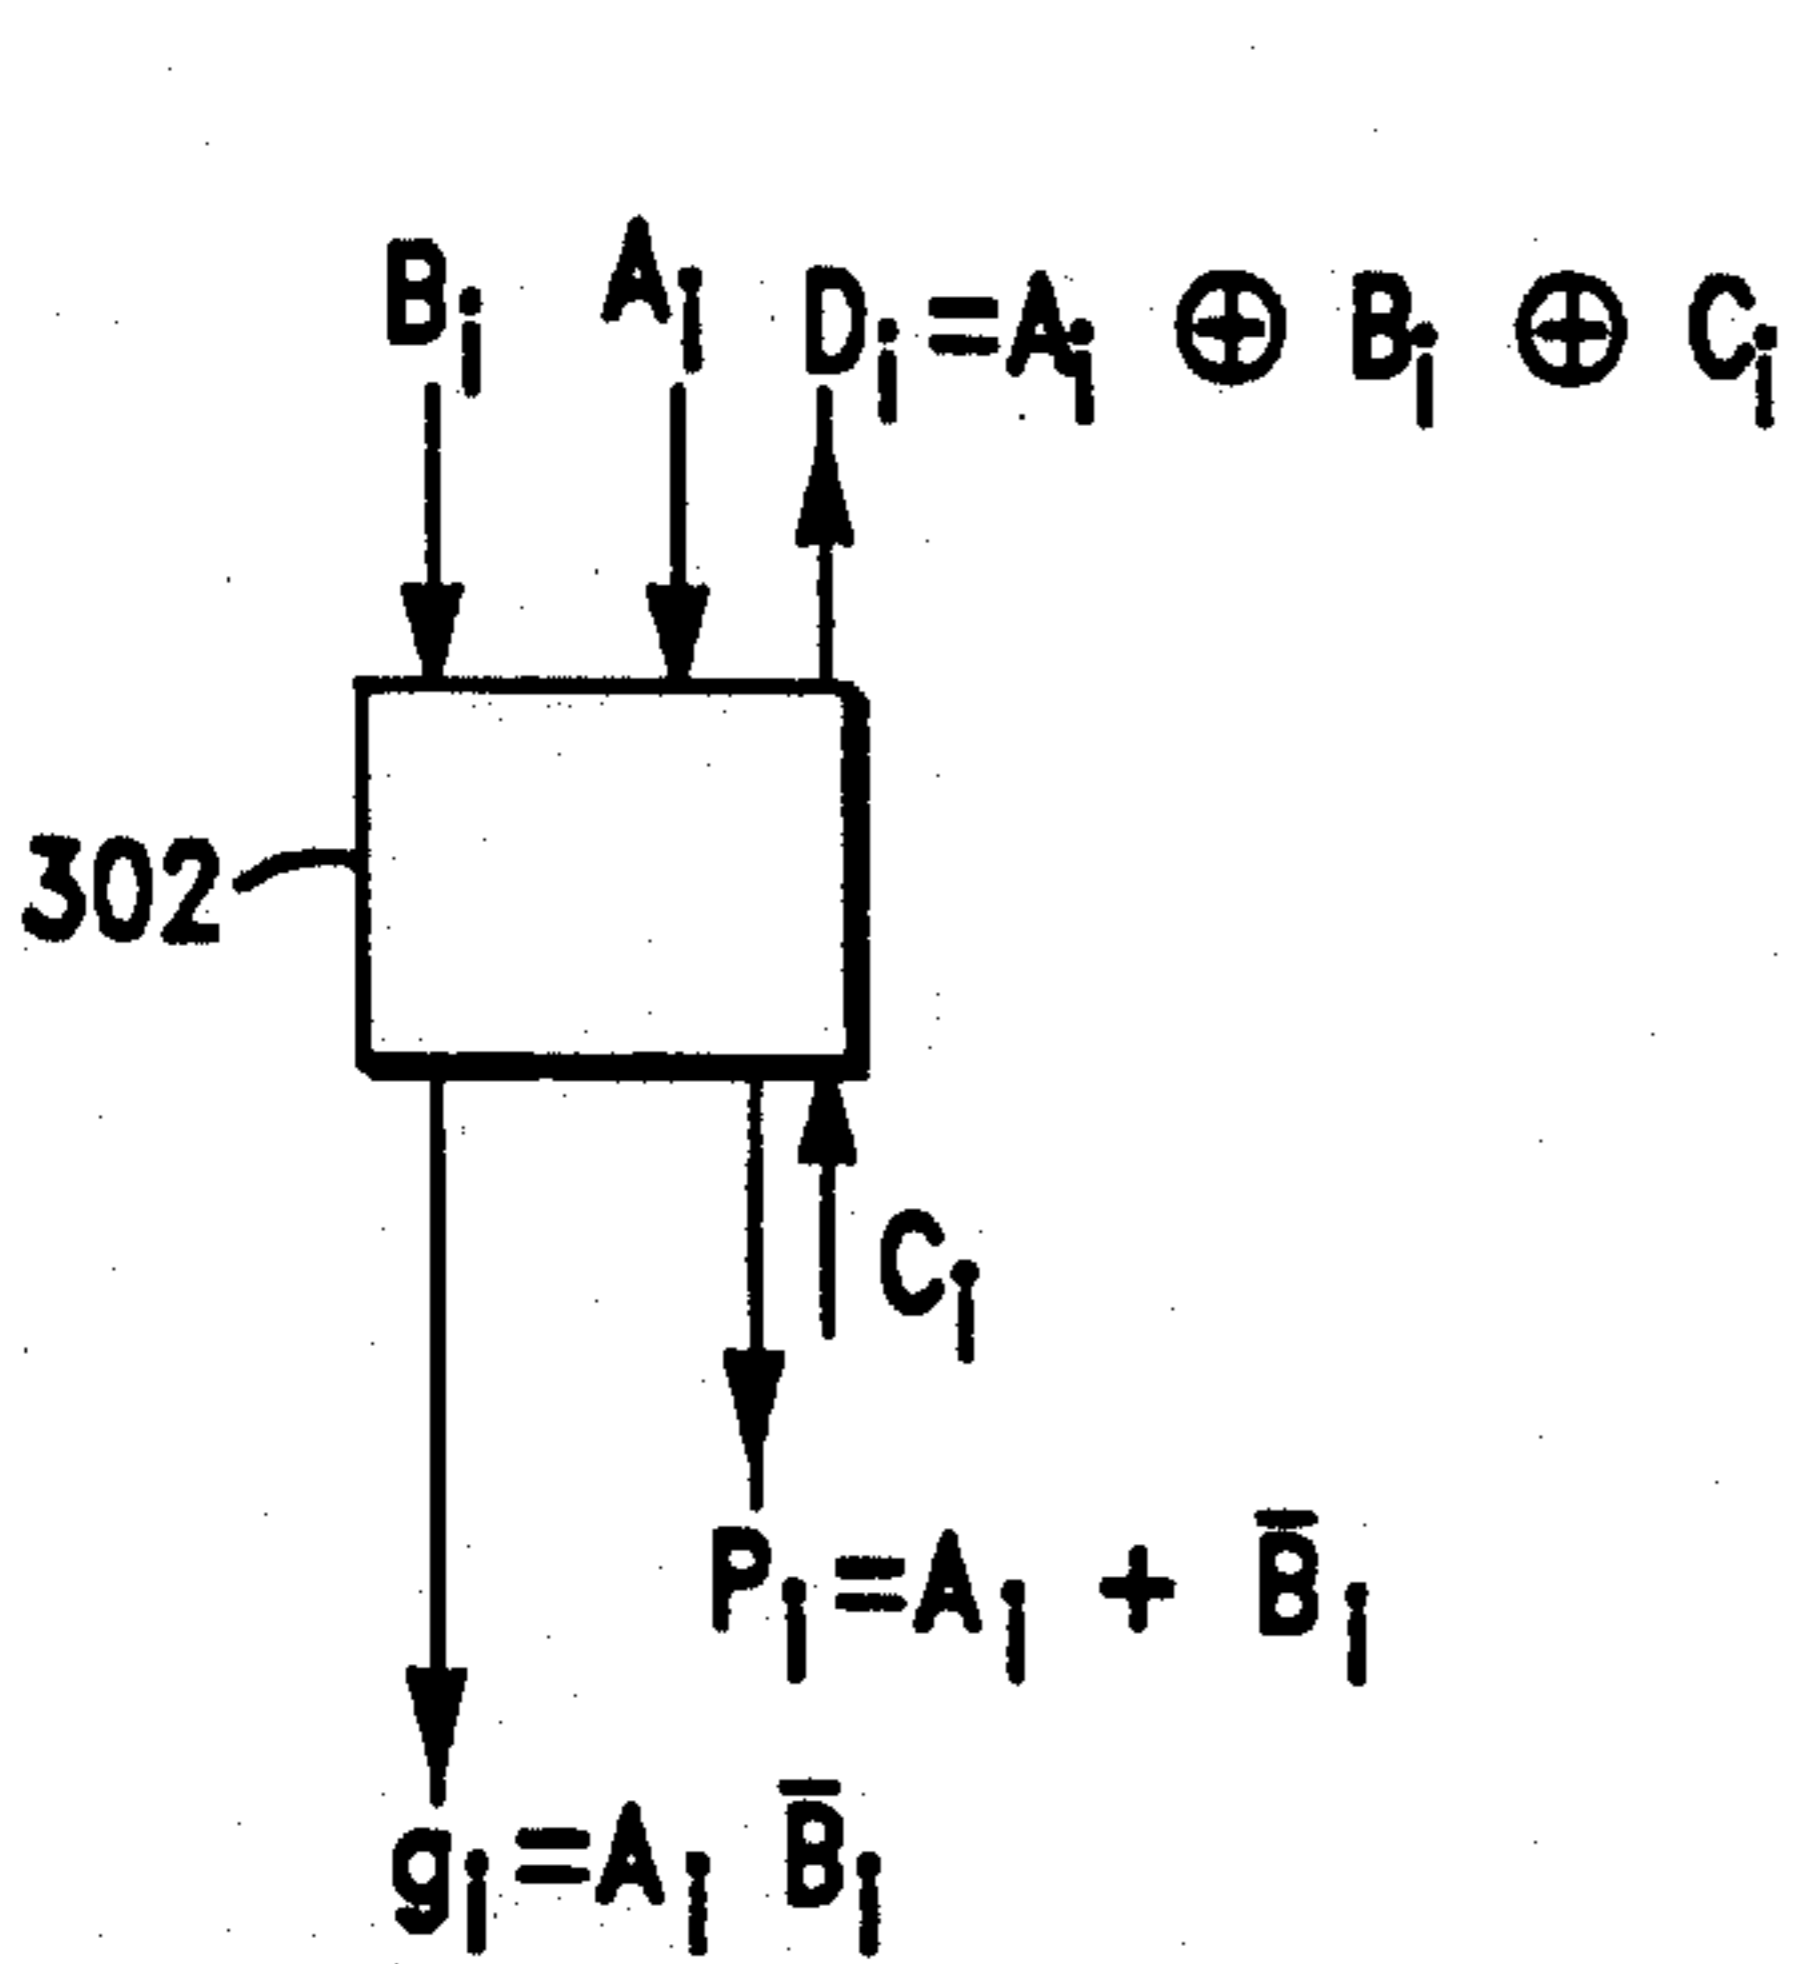 Bᵢ Aᵢ Dᵢ=Aᵢ ⊕ Bᵢ ⊕ Cᵢ
302
Cᵢ
Pᵢ=Aᵢ + B̅ᵢ
gᵢ=Aᵢ B̅ᵢ